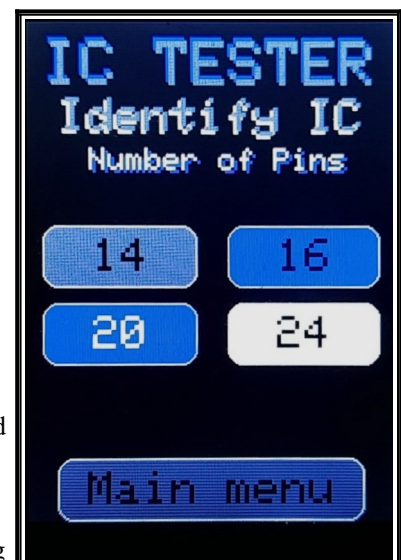 IC TESTER
Identify IC
Number of Pins
14 16
20 24
Main menu